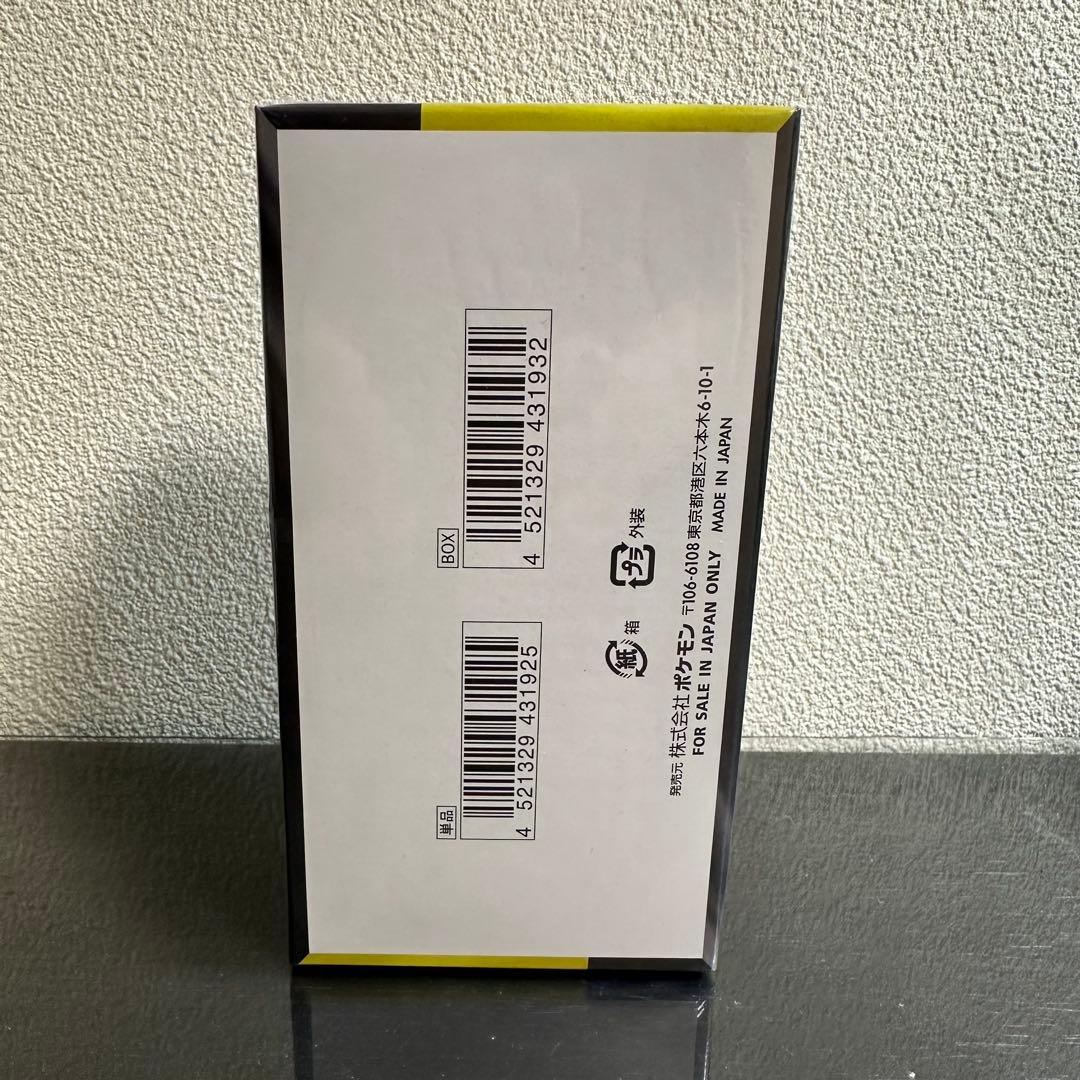 単品
4 521329 431925
BOX
4 521329 431932
紙 箱
プラ 外装
発売元 株式会社ポケモン 〒106-6108 東京都港区六本木6-10-1
FOR SALE IN JAPAN ONLY MADE IN JAPAN